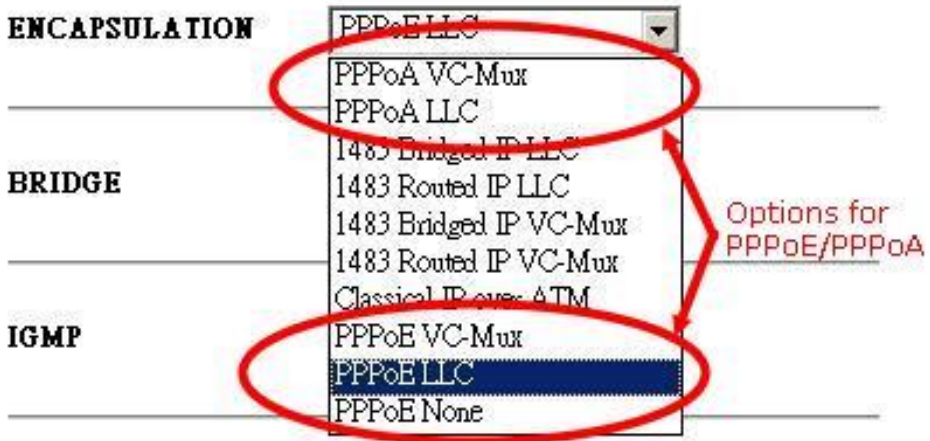 ENCAPSULATION
PPPoE LLC
PPPoA VC-Mux
PPPoA LLC
1483 Bridged IP LLC
BRIDGE
1483 Routed IP LLC
1483 Bridged IP VC-Mux
Options for
PPPoE/PPPoA
1483 Routed IP VC-Mux
Classical IP over ATM
IGMP
PPPoE VC-Mux
PPPoE LLC
PPPoE None